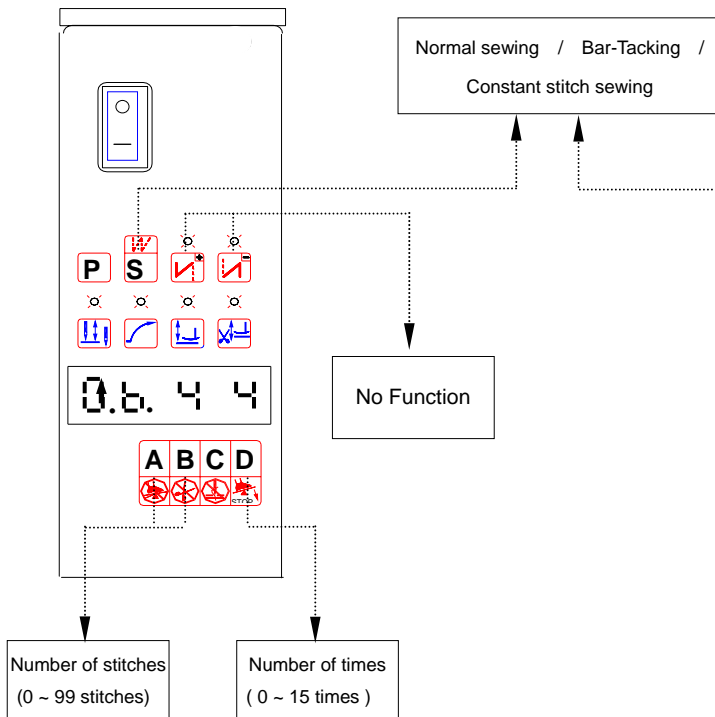 Normal sewing / Bar-Tacking /
Constant stitch sewing
P S
No Function
0.b. 4 4
A B C D
STOP
Number of stitches
(0 ~ 99 stitches)
Number of times
( 0 ~ 15 times )